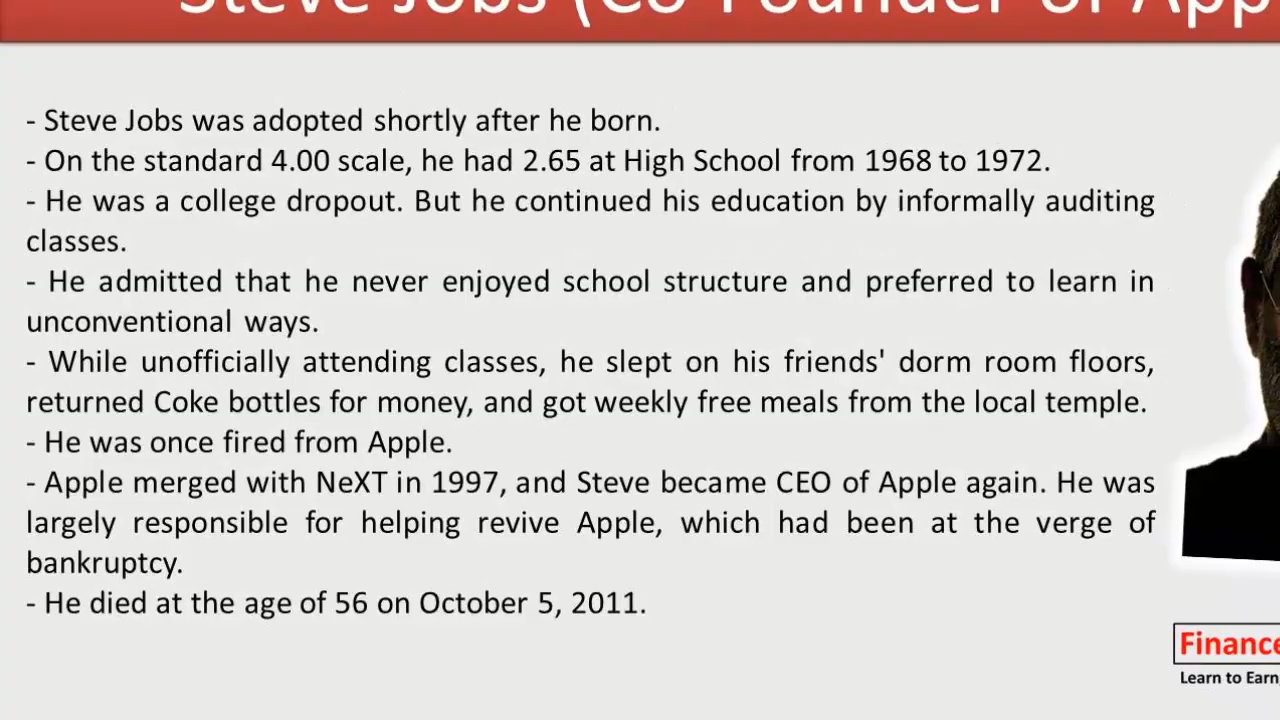 Steve Jobs (Co-Founder of App
- Steve Jobs was adopted shortly after he born.
- On the standard 4.00 scale, he had 2.65 at High School from 1968 to 1972.
- He was a college dropout. But he continued his education by informally auditing
classes.
- He admitted that he never enjoyed school structure and preferred to learn in
unconventional ways.
- While unofficially attending classes, he slept on his friends' dorm room floors,
returned Coke bottles for money, and got weekly free meals from the local temple.
- He was once fired from Apple.
- Apple merged with NeXT in 1997, and Steve became CEO of Apple again. He was
largely responsible for helping revive Apple, which had been at the verge of
bankruptcy.
- He died at the age of 56 on October 5, 2011.
Finance
Learn to Earn,